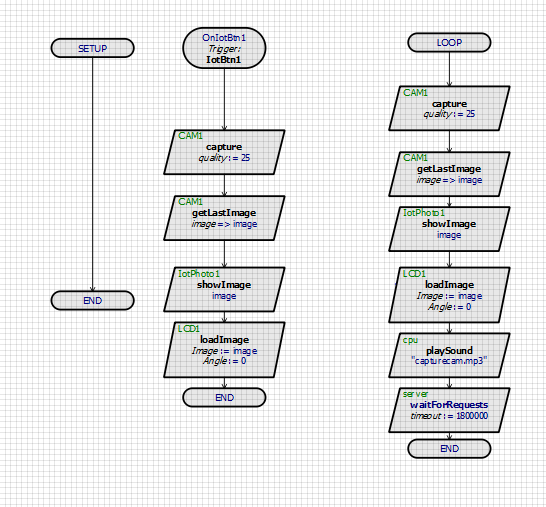 SETUP
END
OnIotBtn1
Trigger:
IotBtn1
CAM1
capture
quality := 25
CAM1
getLastImage
image => image
IotPhoto1
showImage
image
LCD1
loadImage
Image := image
Angle := 0
END
LOOP
CAM1
capture
quality := 25
CAM1
getLastImage
image => image
IotPhoto1
showImage
image
LCD1
loadImage
Image := image
Angle := 0
cpu
playSound
"capturecam.mp3"
server
waitForRequests
timeout := 1800000
END